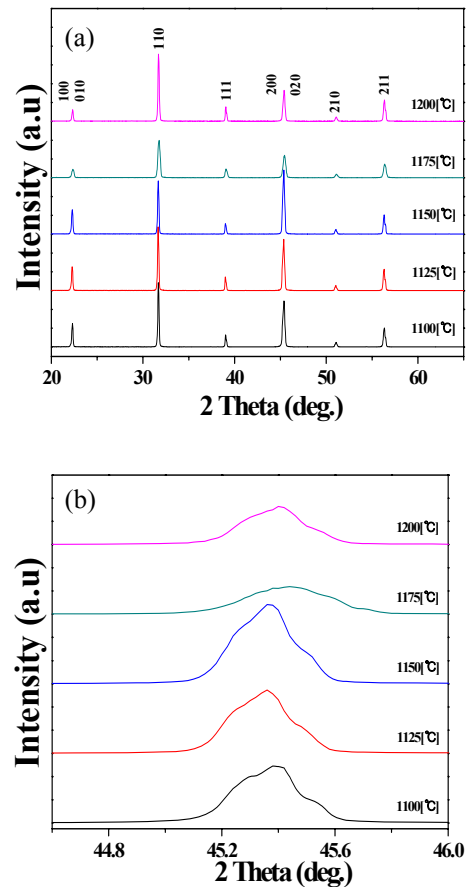 (a)
100
010
110
111
200
020
210
211
1200[℃]
1175[℃]
1150[℃]
1125[℃]
1100[℃]
Intensity (a.u)
20 30 40 50 60
2 Theta (deg.)
(b)
1200[℃]
1175[℃]
1150[℃]
1125[℃]
1100[℃]
Intensity (a.u)
44.8 45.2 45.6 46.0
2 Theta (deg.)